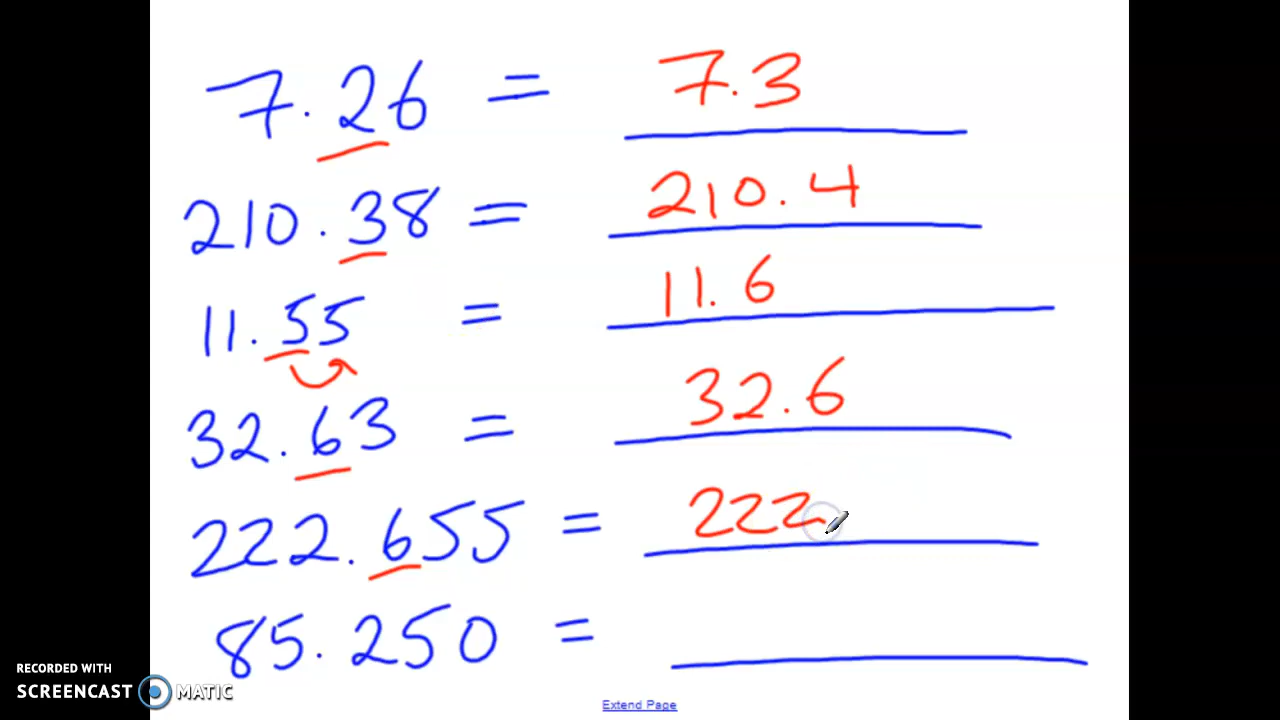 7.26 = 7.3
210.38 = 210.4
11.55 = 11.6
32.63 = 32.6
222.655 = 222
85.250 =
RECORDED WITH
SCREENCAST MATIC
Extend Page